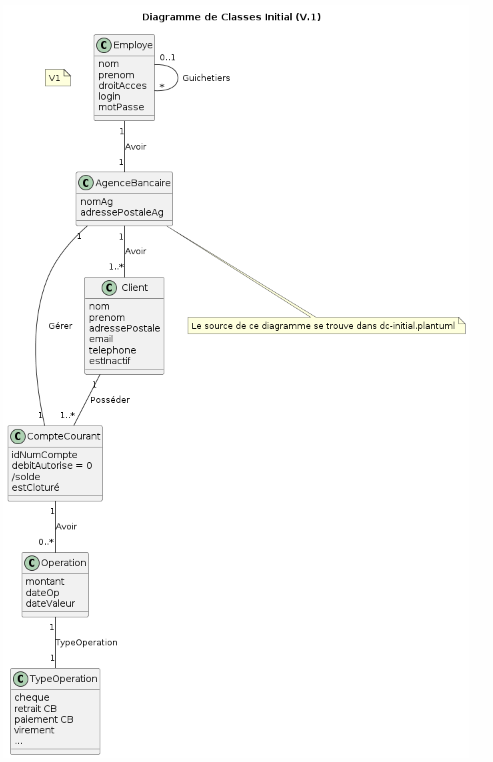 Diagramme de Classes Initial (V.1)
C Employe
nom
prenom
droitAcces
login
motPasse
V1
0..1
*
Guichetiers
1
Avoir
1
C AgenceBancaire
nomAg
adressePostaleAg
1
1
Avoir
1..*
C Client
nom
prenom
adressePostale
email
telephone
estInactif
Le source de ce diagramme se trouve dans dc-initial.plantuml
Gérer
1
Posséder
1
1..*
C CompteCourant
idNumCompte
debitAutorise = 0
/solde
estCloturé
1
Avoir
0..*
C Operation
montant
dateOp
dateValeur
1
TypeOperation
1
C TypeOperation
cheque
retrait CB
paiement CB
virement
...